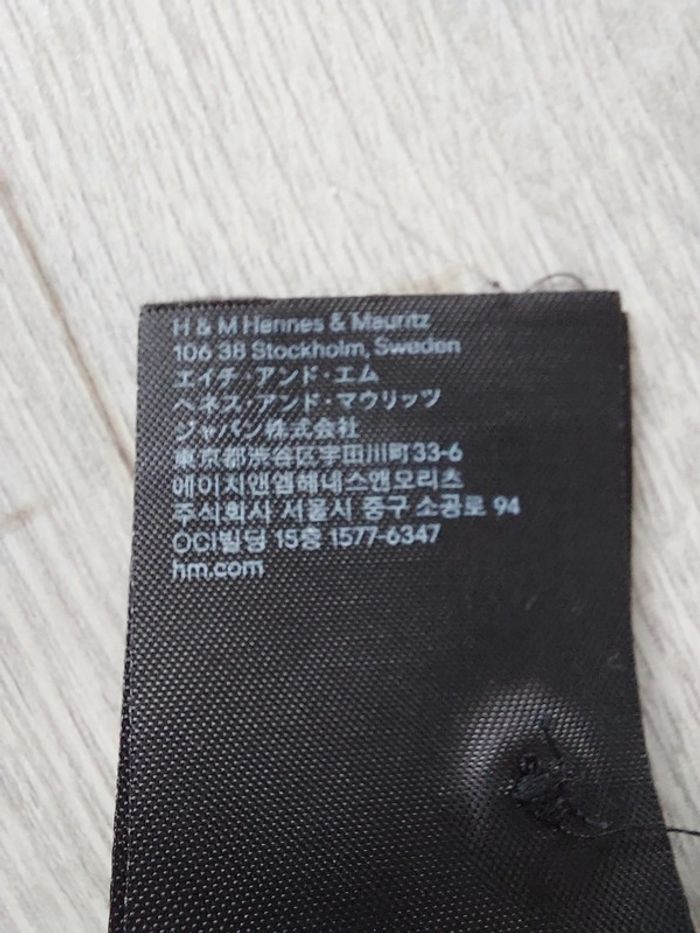 H & M Hennes & Mauritz
106 38 Stockholm, Sweden
エイチ・アンド・エム
ヘネス・アンド・マウリッツ
ジャパン株式会社
東京都渋谷区宇田川町33-6
에이치앤엠헤네스앤모리츠
주식회사 서울시 중구 소공로 94
OCI빌딩 15층 1577-6347
hm.com